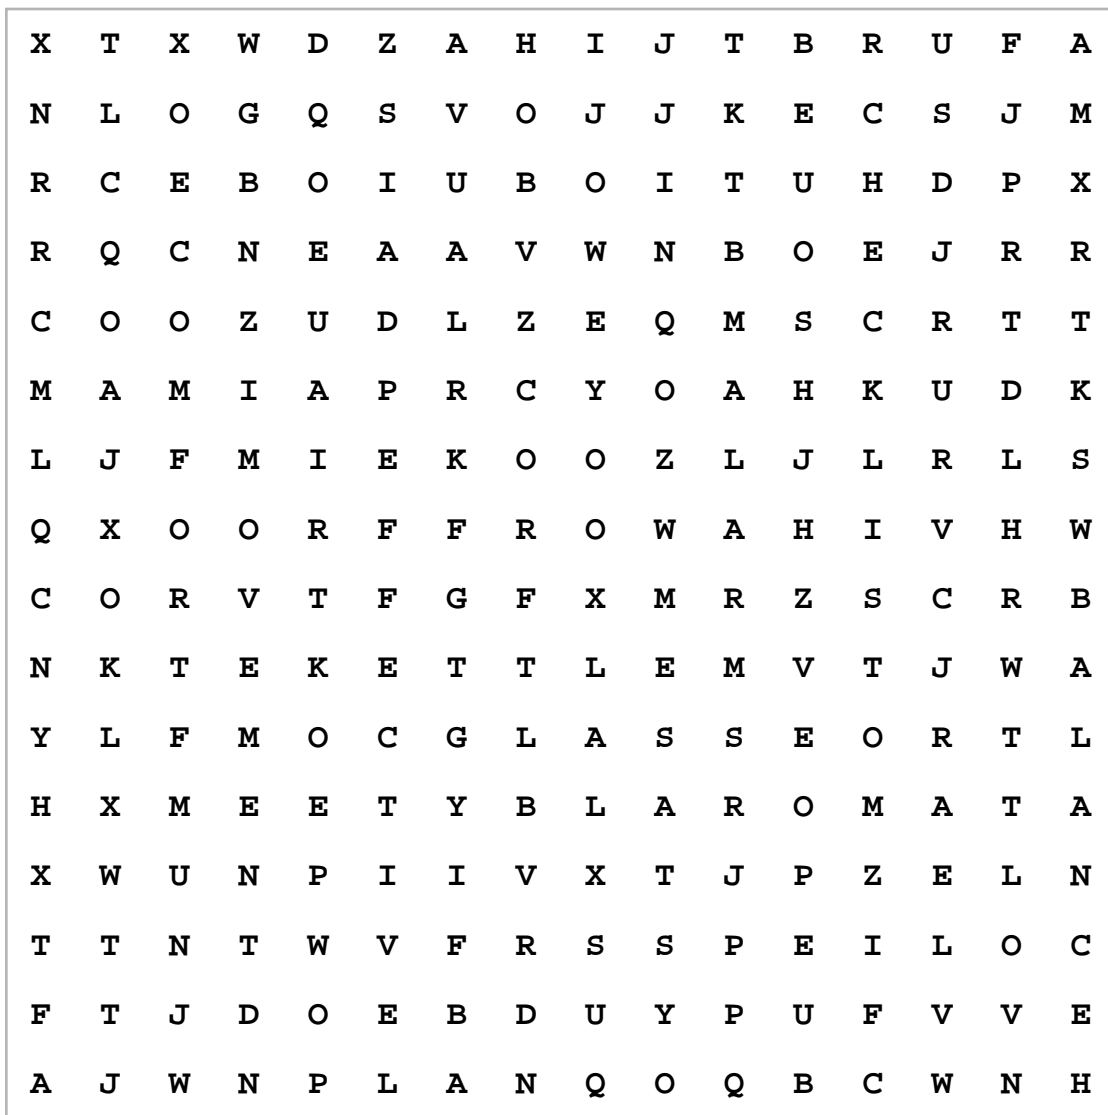 X T X W D Z A H I J T B R U F A
N L O G Q S V O J J K E C S J M
R C E B O I U B O I T U H D P X
R Q C N E A A V W N B O E J R R
C O O Z U D L Z E Q M S C R T T
M A M I A P R C Y O A H K U D K
L J F M I E K O O Z L J L R L S
Q X O O R F F R O W A H I V H W
C O R V T F G F X M R Z S C R B
N K T E K E T T L E M V T J W A
Y L F M O C G L A S S E O R T L
H X M E E T Y B L A R O M A T A
X W U N P I I V X T J P Z E L N
T T N T W V F R S S P E I L O C
F T J D O E B D U Y P U F V V E
A J W N P L A N Q O Q B C W N H